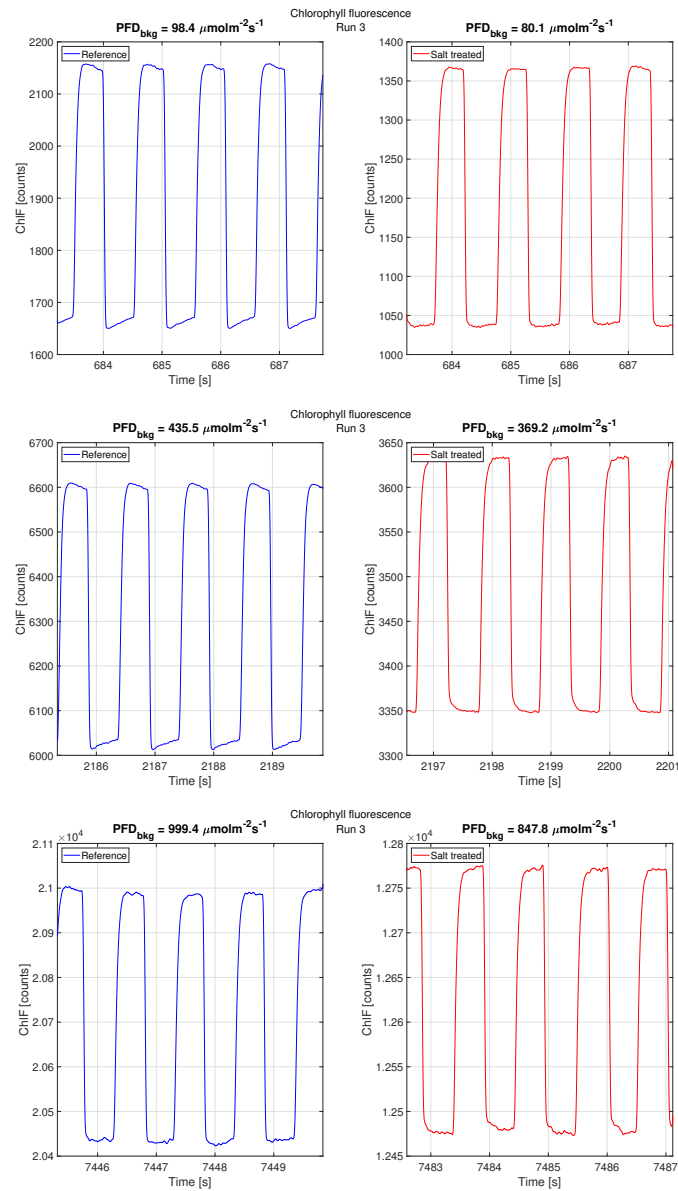 Chlorophyll fluorescence
Run 3
PFD_bkg = 98.4 μmolm^-2s^-1
PFD_bkg = 80.1 μmolm^-2s^-1
2200
2100
2000
1900
1800
1700
1600
ChlF [counts]
Reference
684
685
686
687
Time [s]
1400
1350
1300
1250
1200
1150
1100
1050
1000
ChlF [counts]
Salt treated
684
685
686
687
Time [s]
Chlorophyll fluorescence
Run 3
PFD_bkg = 435.5 μmolm^-2s^-1
PFD_bkg = 369.2 μmolm^-2s^-1
6700
6600
6500
6400
6300
6200
6100
6000
ChlF [counts]
Reference
2186
2187
2188
2189
Time [s]
3650
3600
3550
3500
3450
3400
3350
3300
ChlF [counts]
Salt treated
2197
2198
2199
2200
2201
Time [s]
Chlorophyll fluorescence
Run 3
PFD_bkg = 999.4 μmolm^-2s^-1
PFD_bkg = 847.8 μmolm^-2s^-1
×10^4
2.11
2.1
2.09
2.08
2.07
2.06
2.05
2.04
ChlF [counts]
Reference
7446
7447
7448
7449
Time [s]
×10^4
1.28
1.275
1.27
1.265
1.26
1.255
1.25
1.245
ChlF [counts]
Salt treated
7483
7484
7485
7486
7487
Time [s]